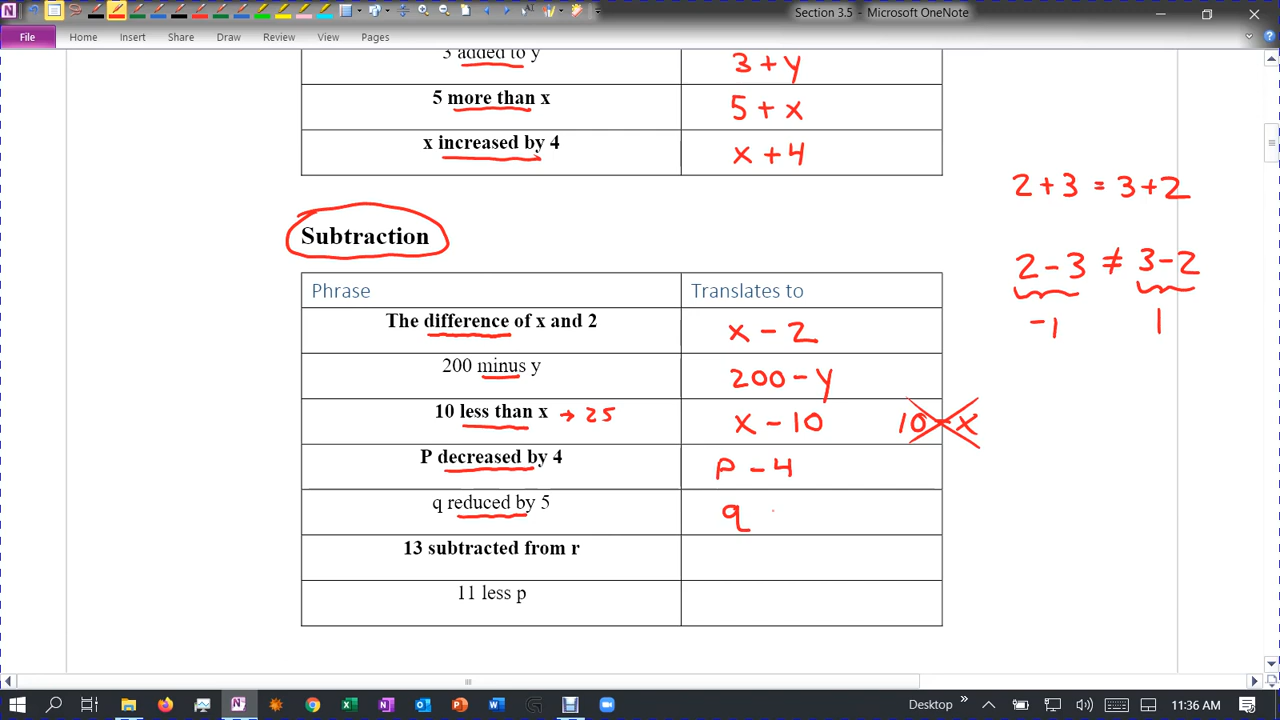 Section 3.5 - Microsoft OneNote
File Home Insert Share Draw Review View Pages
3 added to y 3 + y
5 more than x 5 + x
x increased by 4 x + 4
2 + 3 = 3 + 2
Subtraction
2 - 3 ≠ 3 - 2
-1 1
Phrase Translates to
The difference of x and 2 x - 2
200 minus y 200 - y
10 less than x → 25 x - 10 10 - x
P decreased by 4 P - 4
q reduced by 5 q
13 subtracted from r
11 less p
Desktop 11:36 AM